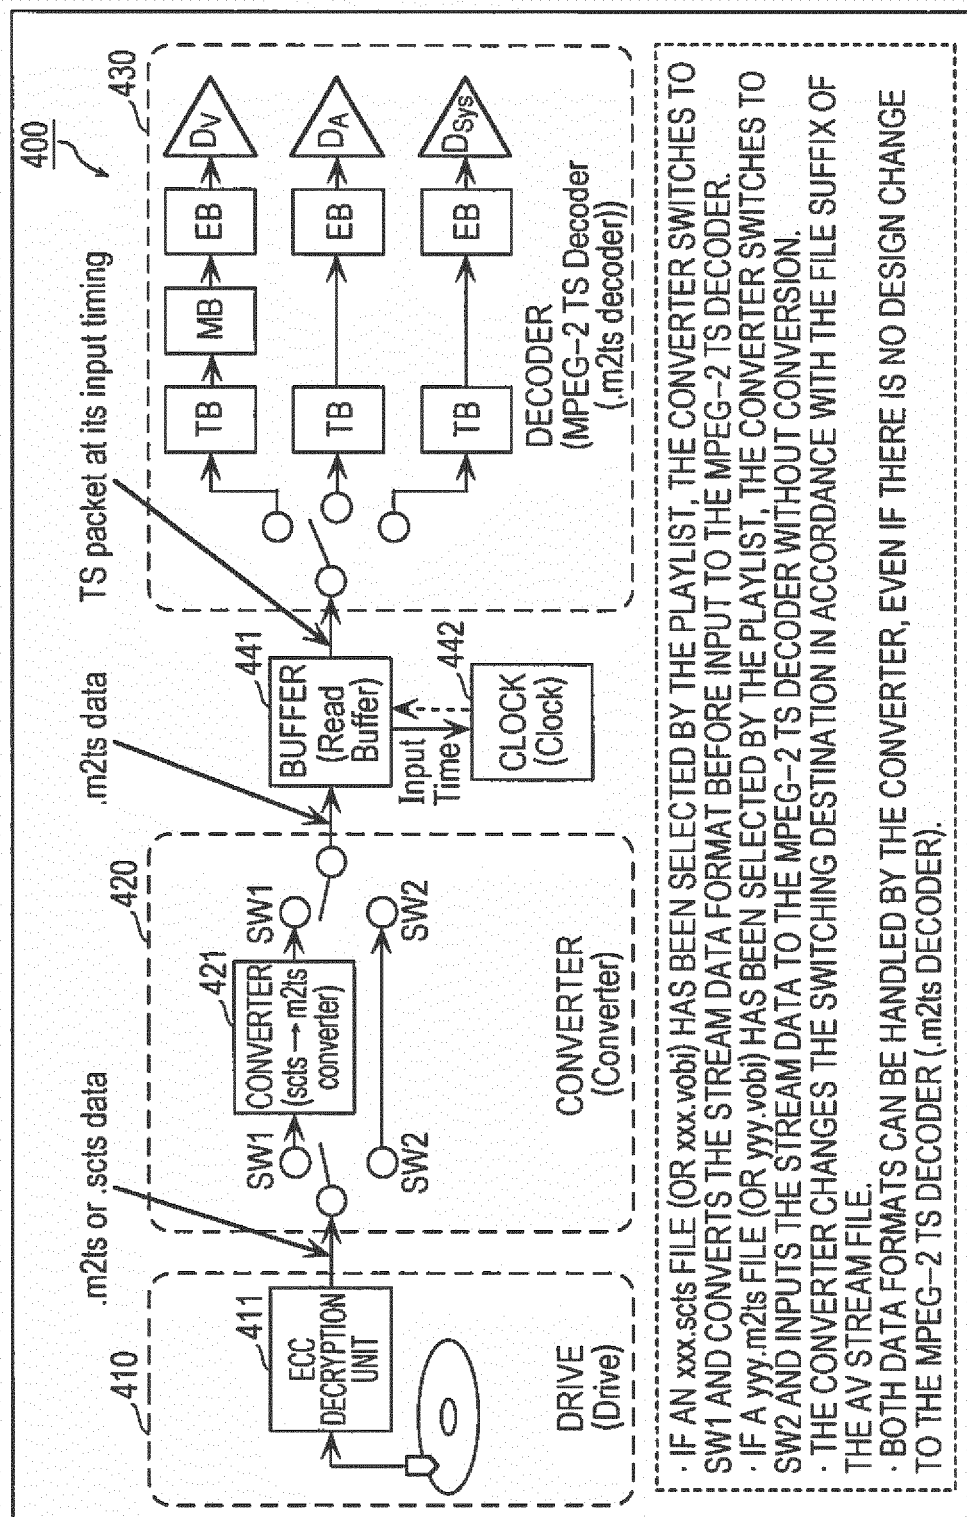 400
410
411
ECC
DECRYPTION
UNIT
DRIVE
(Drive)
.m2ts or .scts data
420
SW1
421
CONVERTER
(scts→m2ts
converter)
SW1
SW2
SW2
CONVERTER
(Converter)
.m2ts data
441
BUFFER
(Read
Buffer)
Input
Time
442
CLOCK
(Clock)
TS packet at its input timing
430
TB
MB
EB
DV
TB
EB
DA
TB
EB
DSys
DECODER
(MPEG-2 TS Decoder
(.m2ts decoder))
· IF AN xxx.scts FILE (OR xxx.vobi) HAS BEEN SELECTED BY THE PLAYLIST, THE CONVERTER SWITCHES TO
SW1 AND CONVERTS THE STREAM DATA FORMAT BEFORE INPUT TO THE MPEG-2 TS DECODER.
· IF A yyy.m2ts FILE (OR yyy.vobi) HAS BEEN SELECTED BY THE PLAYLIST, THE CONVERTER SWITCHES TO
SW2 AND INPUTS THE STREAM DATA TO THE MPEG-2 TS DECODER WITHOUT CONVERSION.
· THE CONVERTER CHANGES THE SWITCHING DESTINATION IN ACCORDANCE WITH THE FILE SUFFIX OF
THE AV STREAM FILE.
· BOTH DATA FORMATS CAN BE HANDLED BY THE CONVERTER, EVEN IF THERE IS NO DESIGN CHANGE
TO THE MPEG-2 TS DECODER (.m2ts DECODER).